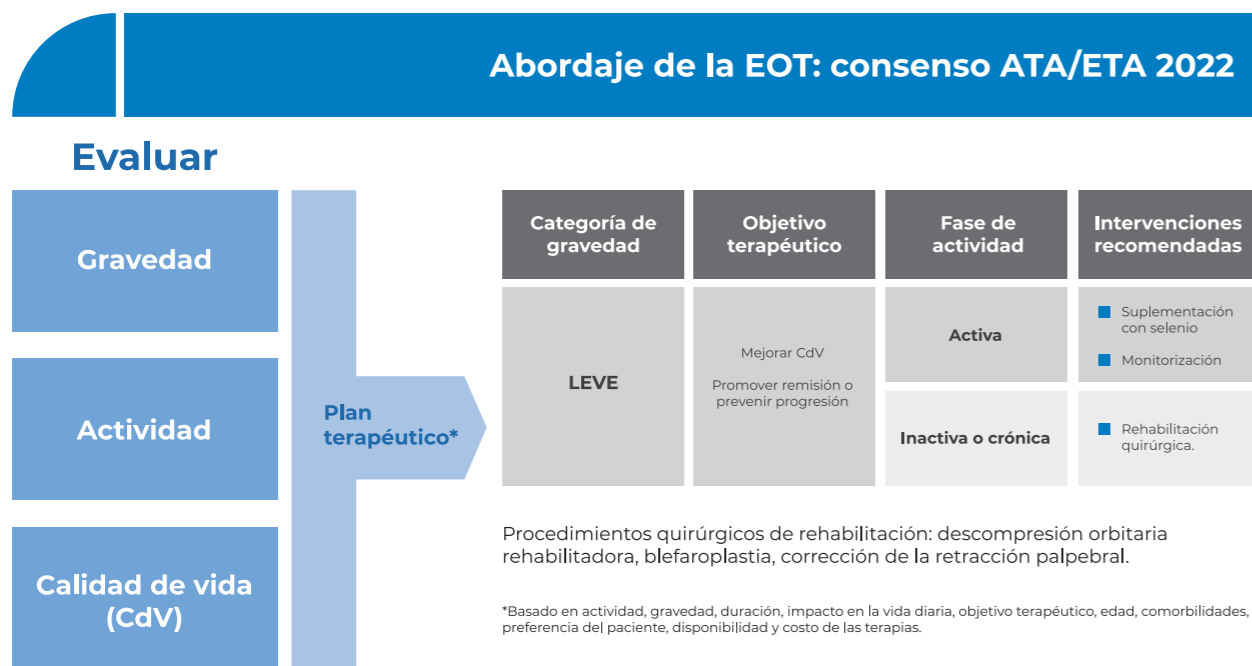 Abordaje de la EOT: consenso ATA/ETA 2022
Evaluar
Gravedad
Actividad
Calidad de vida
(CdV)
Plan
terapéutico*
Categoría de
gravedad
Objetivo
terapéutico
Fase de
actividad
Intervenciones
recomendadas
LEVE
Mejorar CdV
Promover remisión o
prevenir progresión
Activa
Suplementación
con selenio
Monitorización
Inactiva o crónica
Rehabilitación
quirúrgica.
Procedimientos quirúrgicos de rehabilitación: descompresión orbitaria
rehabilitadora, blefaroplastia, corrección de la retracción palpebral.
*Basado en actividad, gravedad, duración, impacto en la vida diaria, objetivo terapéutico, edad, comorbilidades,
preferencia del paciente, disponibilidad y costo de las terapias.